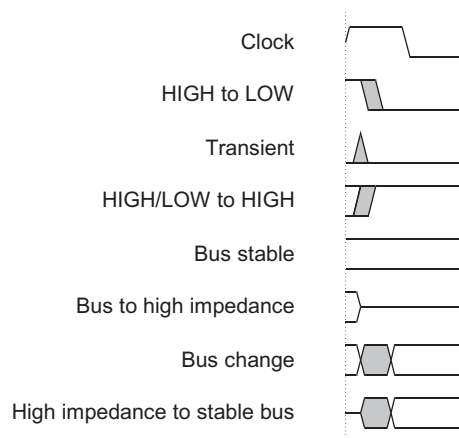 Clock
HIGH to LOW
Transient
HIGH/LOW to HIGH
Bus stable
Bus to high impedance
Bus change
High impedance to stable bus